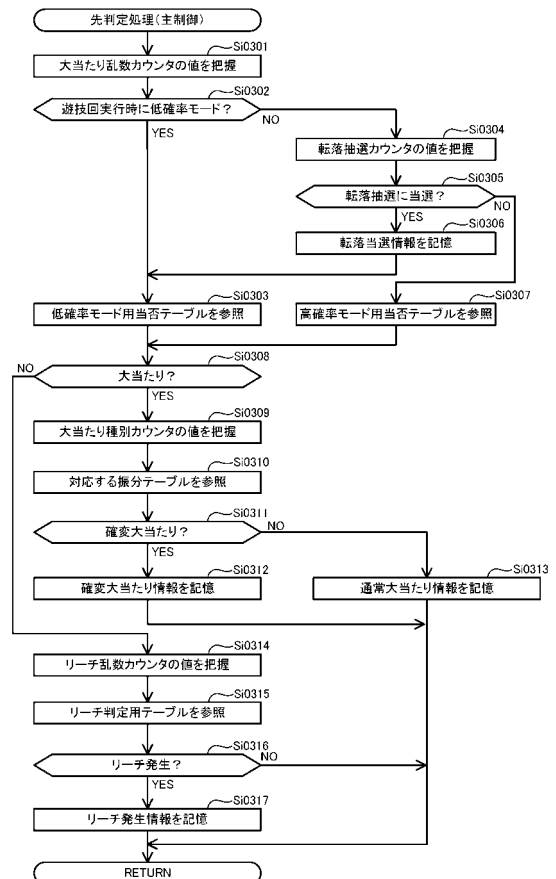 先判定処理(主制御)
Si0301
大当たり乱数カウンタの値を把握
Si0302
遊技回実行時に低確率モード?
NO
YES
Si0304
転落抽選カウンタの値を把握
Si0305
転落抽選に当選?
NO
YES
Si0306
転落当選情報を記憶
Si0303
低確率モード用当否テーブルを参照
Si0307
高確率モード用当否テーブルを参照
Si0308
NO
大当たり?
YES
Si0309
大当たり種別カウンタの値を把握
Si0310
対応する振分テーブルを参照
Si0311
確変大当たり?
NO
YES
Si0312
確変大当たり情報を記憶
Si0313
通常大当たり情報を記憶
Si0314
リーチ乱数カウンタの値を把握
Si0315
リーチ判定用テーブルを参照
Si0316
リーチ発生?
NO
YES
Si0317
リーチ発生情報を記憶
RETURN